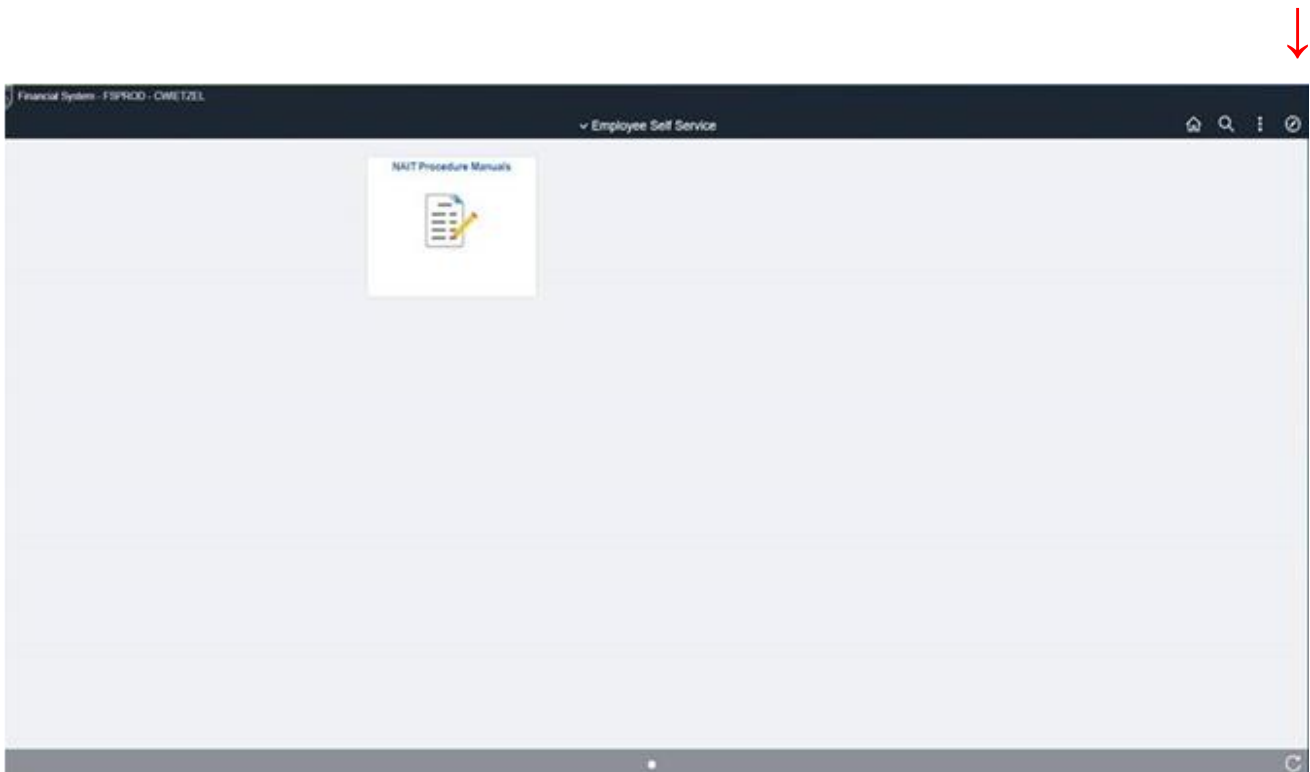 Financial System - FSPROD - CWETZEL
Employee Self Service
NAIT Procedure Manuals